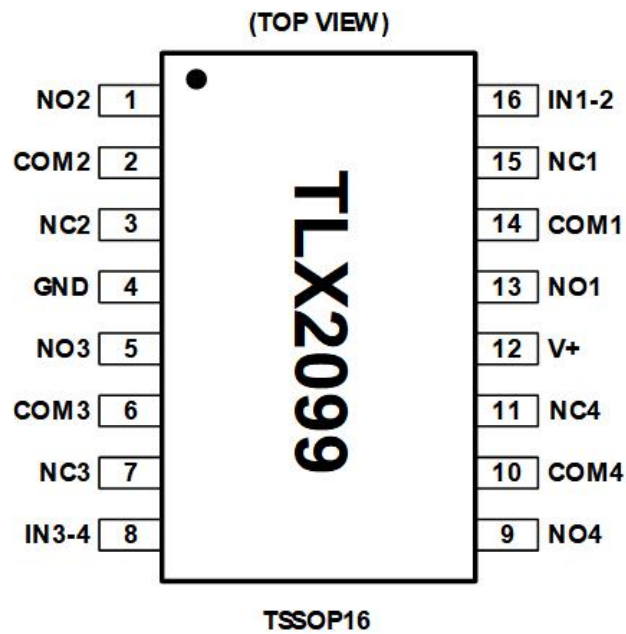 (TOP VIEW)
NO2 1 16 IN1-2
COM2 2 15 NC1
NC2 3 14 COM1
GND 4 13 NO1
NO3 5 12 V+
COM3 6 11 NC4
NC3 7 10 COM4
IN3-4 8 9 NO4
TLX2099
TSSOP16